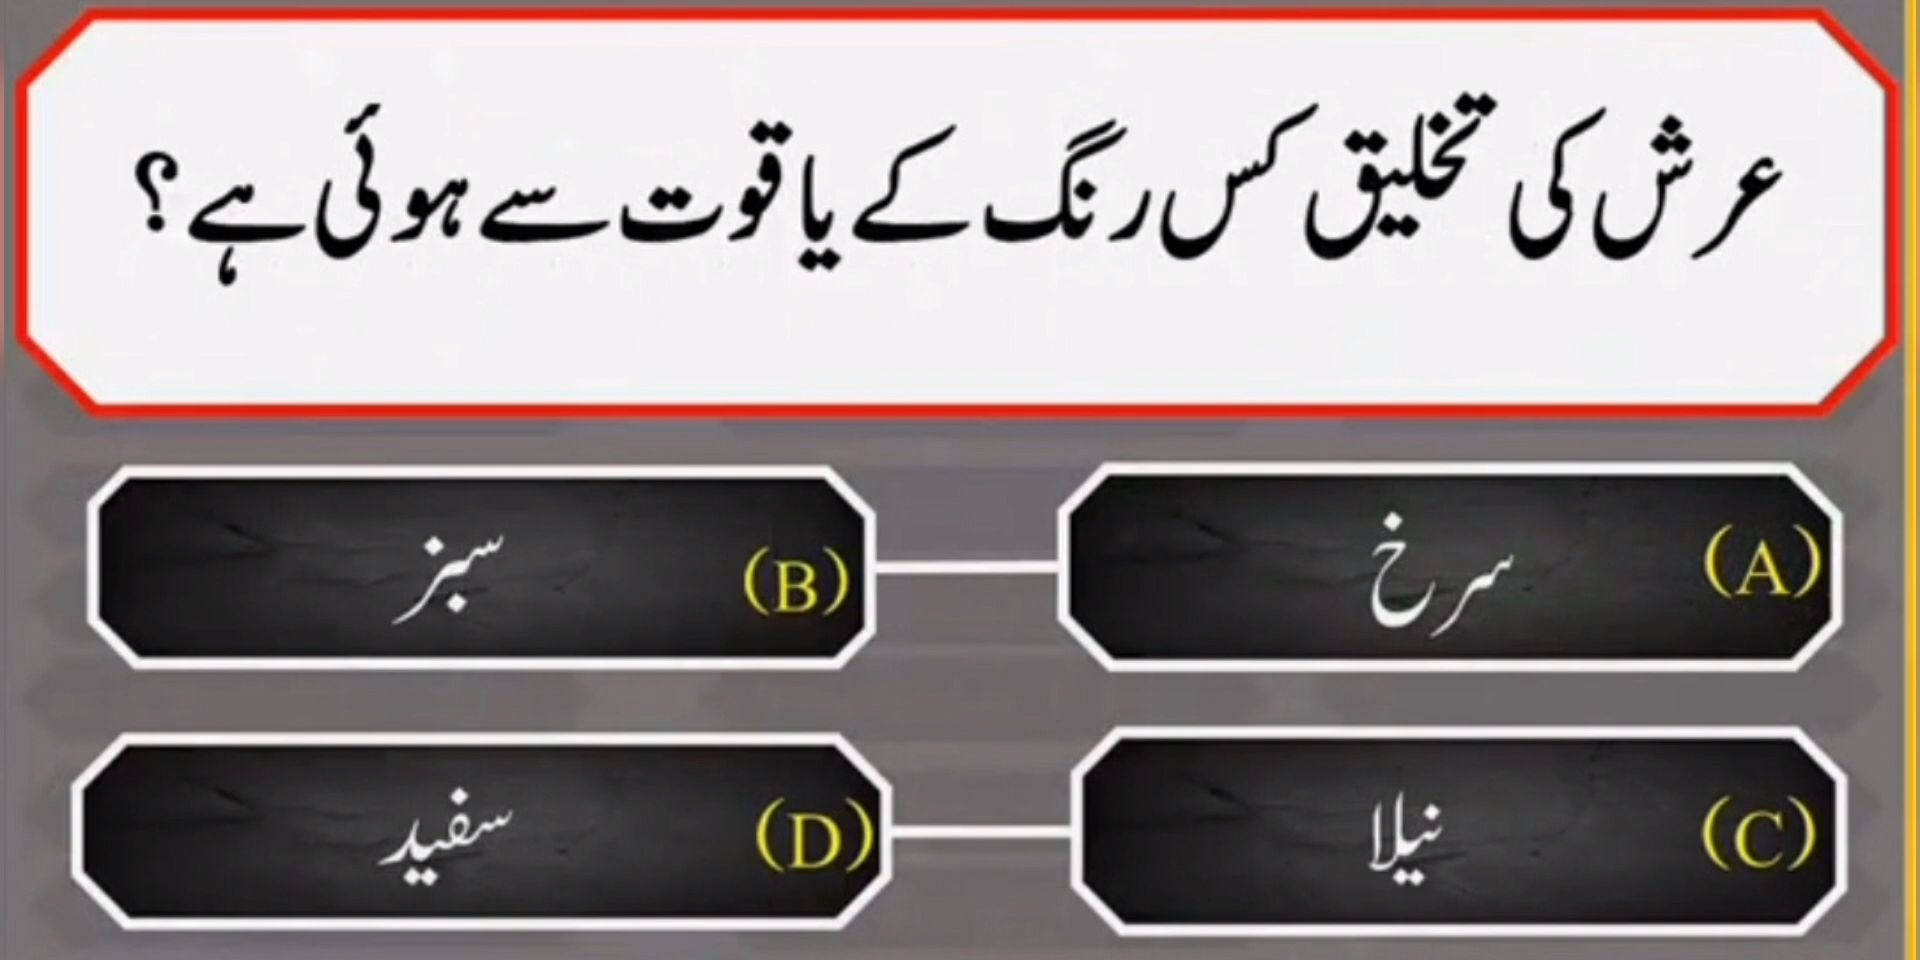 عرش کی تخلیق کس رنگ کے یاقوت سے ہوئی ہے؟
(A) سرخ
(B) سبز
(C) نیلا
(D) سفید